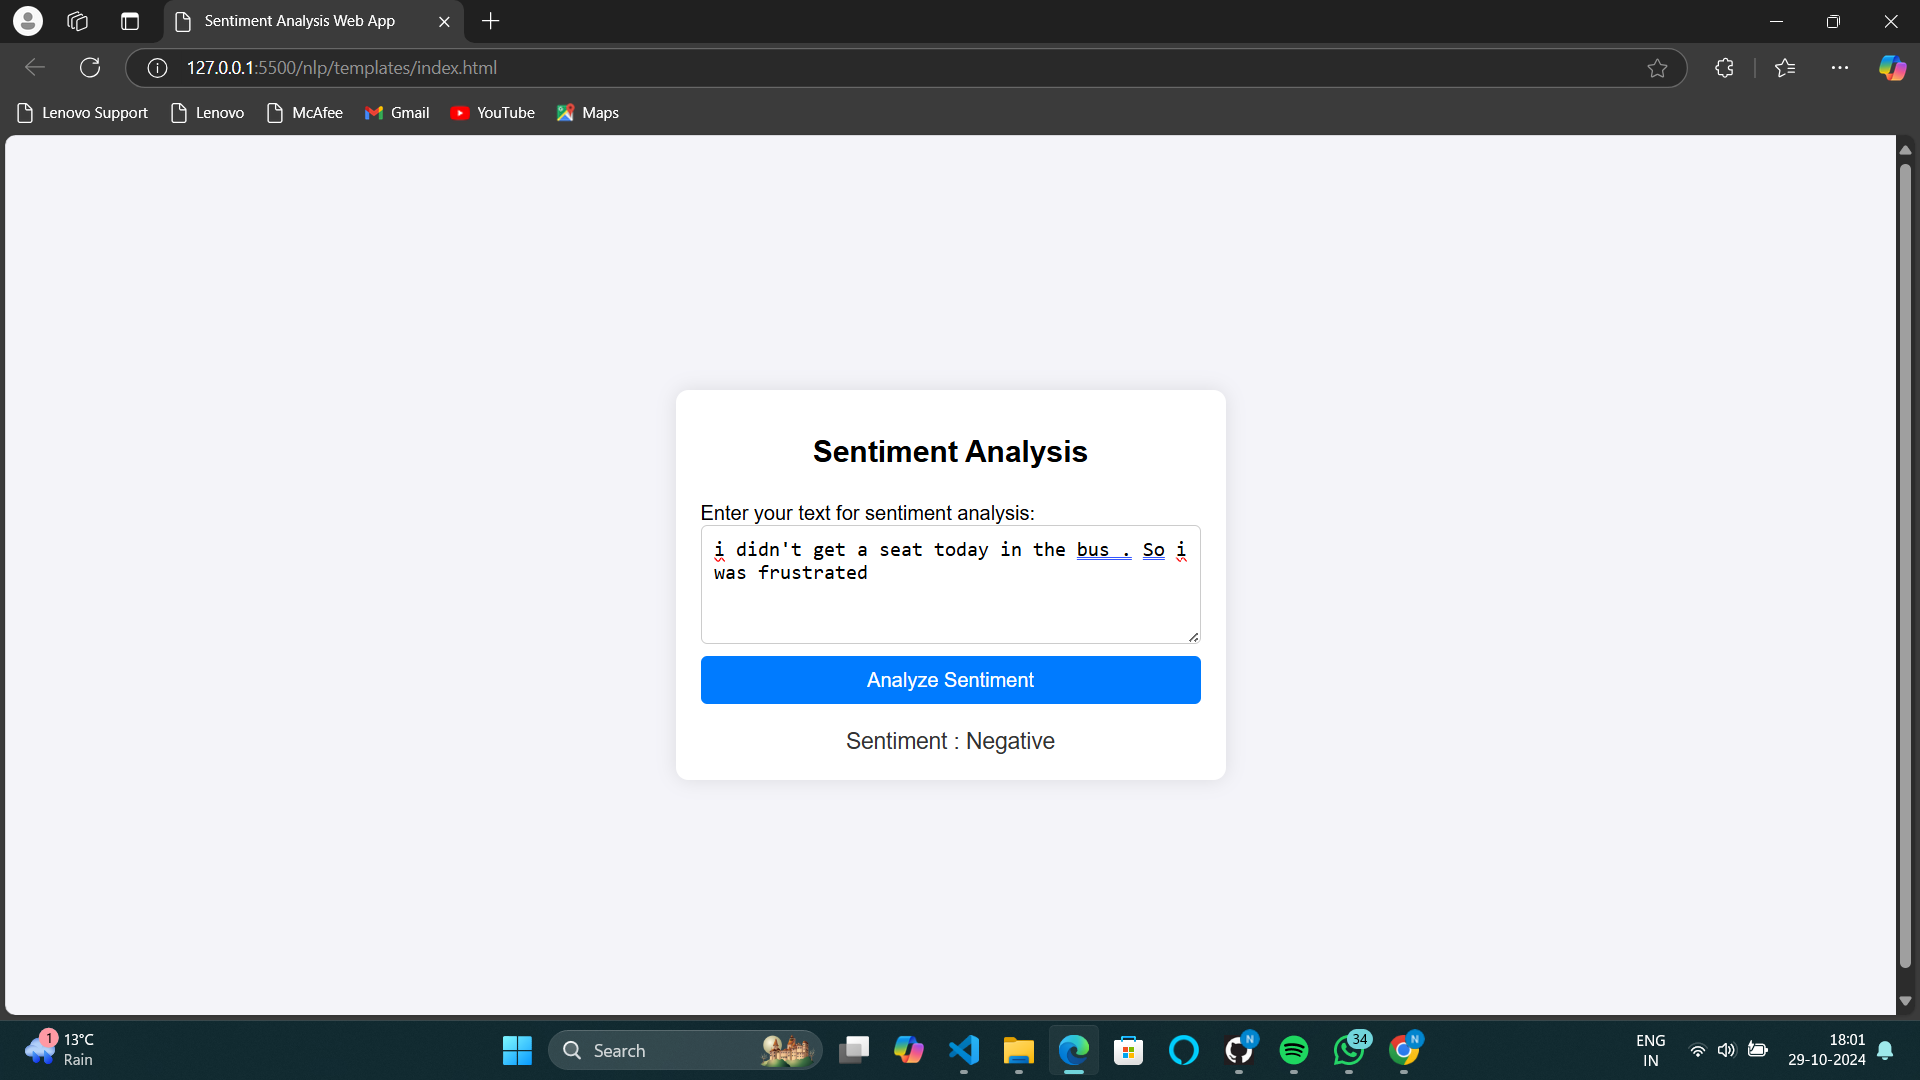 Sentiment Analysis Web App
127.0.0.1:5500/nlp/templates/index.html
Lenovo Support Lenovo McAfee Gmail YouTube Maps
Sentiment Analysis
Enter your text for sentiment analysis:
i didn't get a seat today in the bus . So i
was frustrated
Analyze Sentiment
Sentiment : Negative
1 13°C
Rain
Search
N
34
N
ENG
IN
18:01
29-10-2024